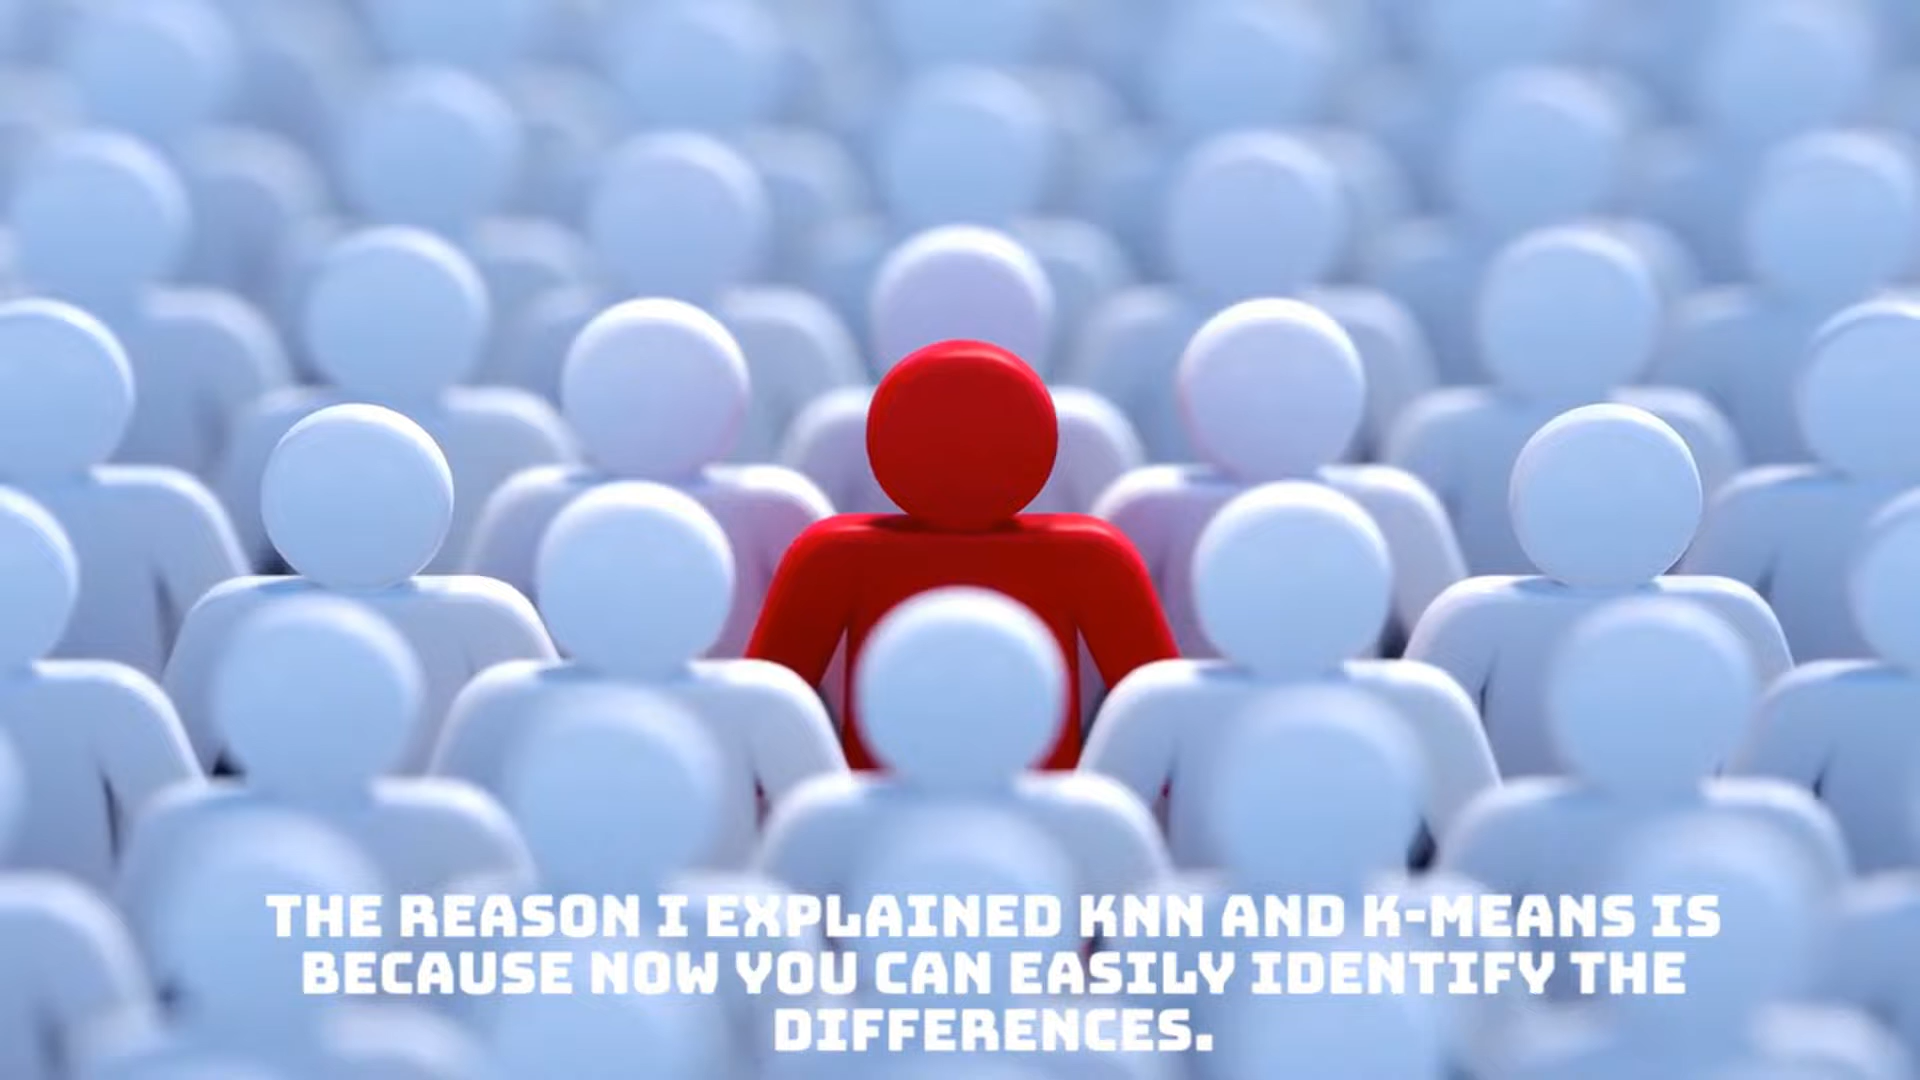 THE REASON I EXPLAINED KNN AND K-MEANS IS
BECAUSE NOW YOU CAN EASILY IDENTIFY THE
DIFFERENCES.